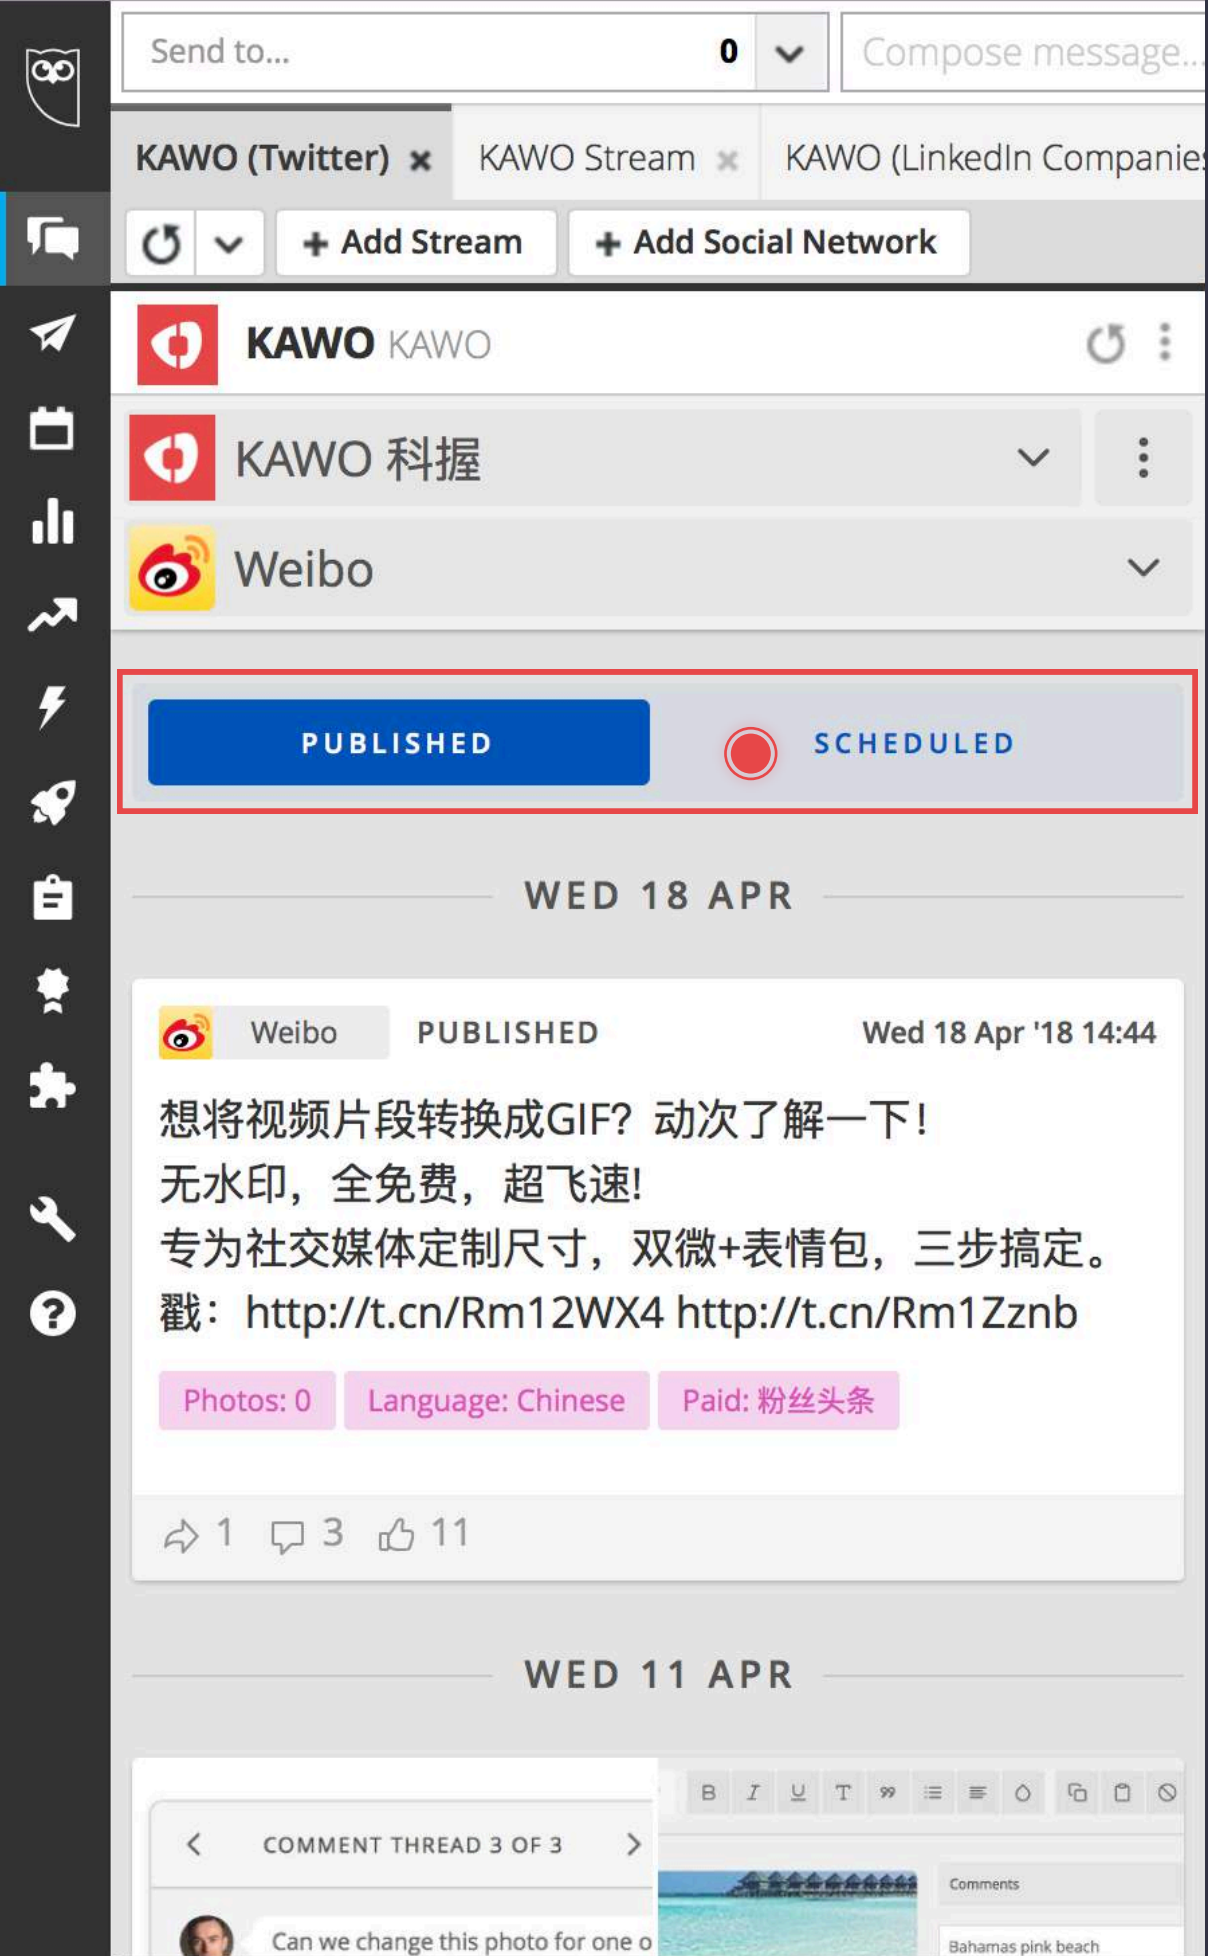 Send to...
0
Compose message...
KAWO (Twitter)
KAWO Stream
KAWO (LinkedIn Companies
Add Stream
Add Social Network
KAWO KAWO
KAWO 科握
Weibo
PUBLISHED
SCHEDULED
WED 18 APR
Weibo
PUBLISHED
Wed 18 Apr '18 14:44
想将视频片段转换成GIF？动次了解一下！
无水印，全免费，超飞速!
专为社交媒体定制尺寸，双微+表情包，三步搞定。
戳：http://t.cn/Rm12WX4 http://t.cn/Rm1Zznb
Photos: 0
Language: Chinese
Paid: 粉丝头条
1
3
11
WED 11 APR
COMMENT THREAD 3 OF 3
Comments
Can we change this photo for one o
Bahamas pink beach